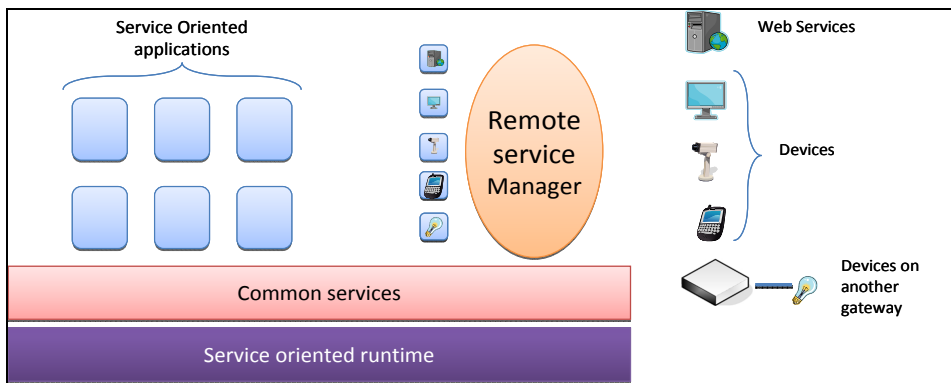 Service Oriented
applications
Remote
service
Manager
Web Services
Devices
Devices on
another
gateway
Common services
Service oriented runtime